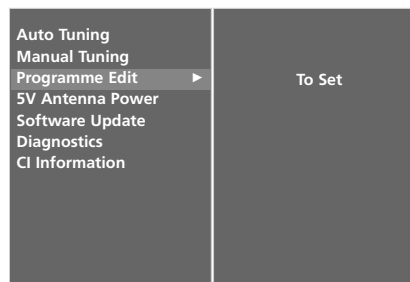 Auto Tuning
Manual Tuning
Programme Edit ►
To Set
5V Antenna Power
Software Update
Diagnostics
CI Information